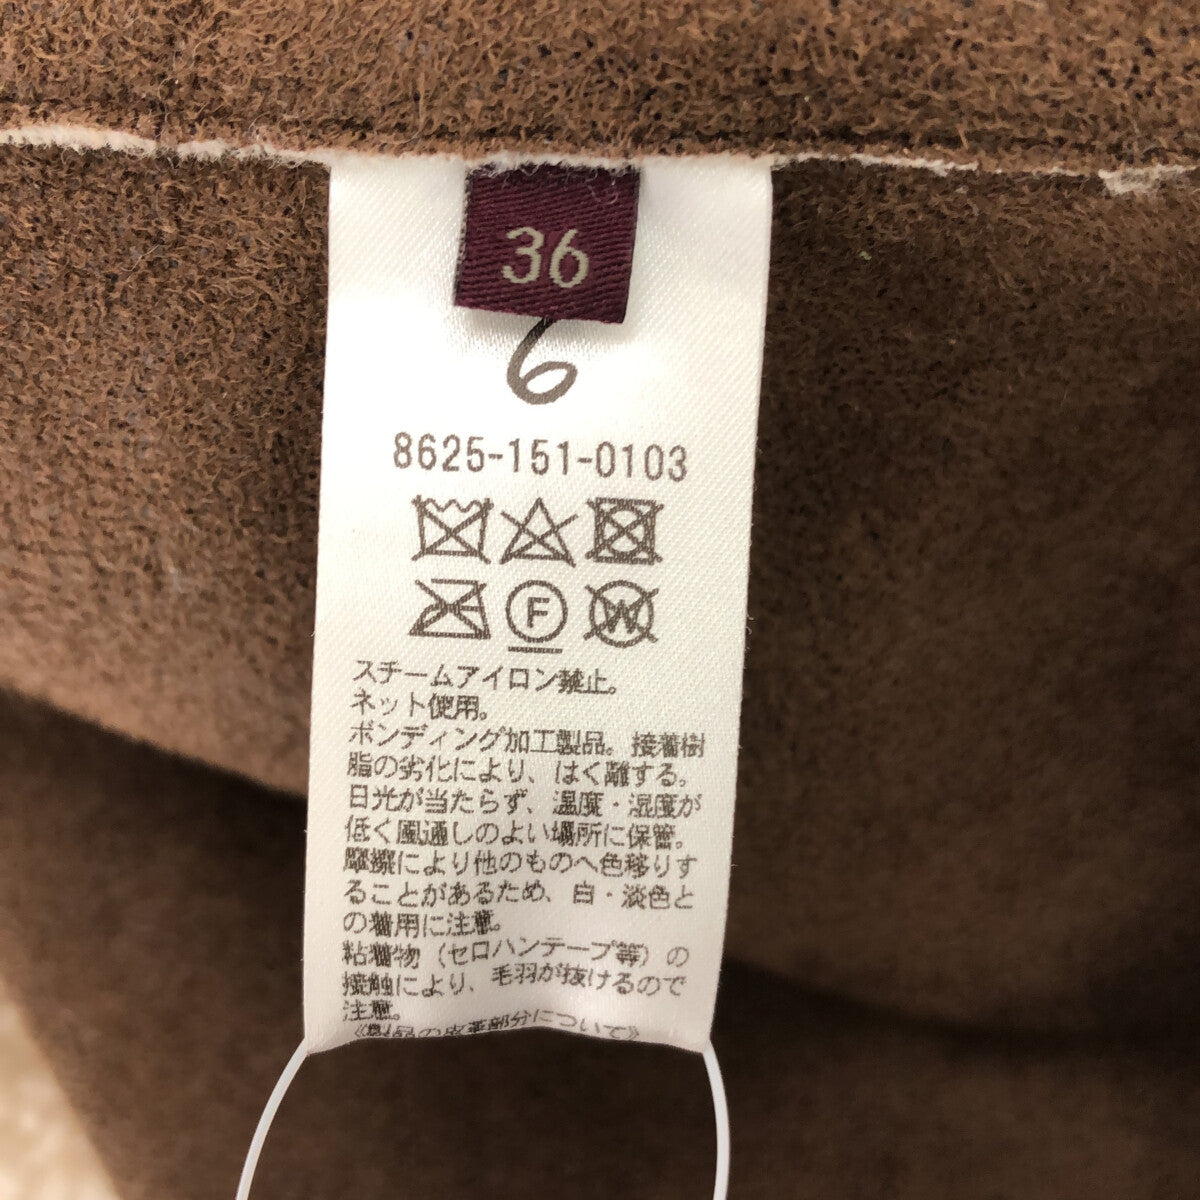 36
6
8625-151-0103
F
W
スチームアイロン禁止。
ネット使用。
ボンディング加工製品。接着樹
脂の劣化により、はく離する。
日光が当たらず、温度・湿度が
低く風通しのよい場所に保管。
摩擦により他のものへ色移りす
ることがあるため、白・淡色と
の着用に注意。
粘着物（セロハンテープ等）の
接触により、毛羽が抜けるので
注意。
《製品の皮革部分について》